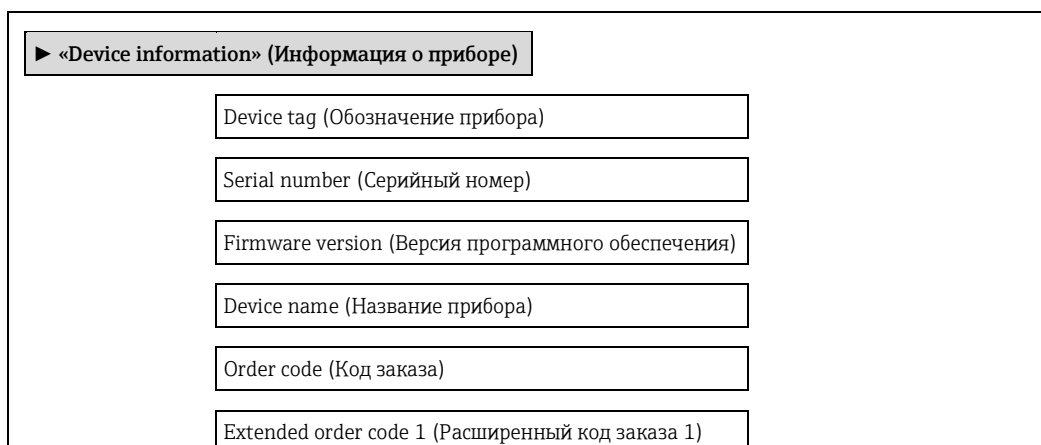 ► «Device information» (Информация о приборе)
Device tag (Обозначение прибора)
Serial number (Серийный номер)
Firmware version (Версия программного обеспечения)
Device name (Название прибора)
Order code (Код заказа)
Extended order code 1 (Расширенный код заказа 1)